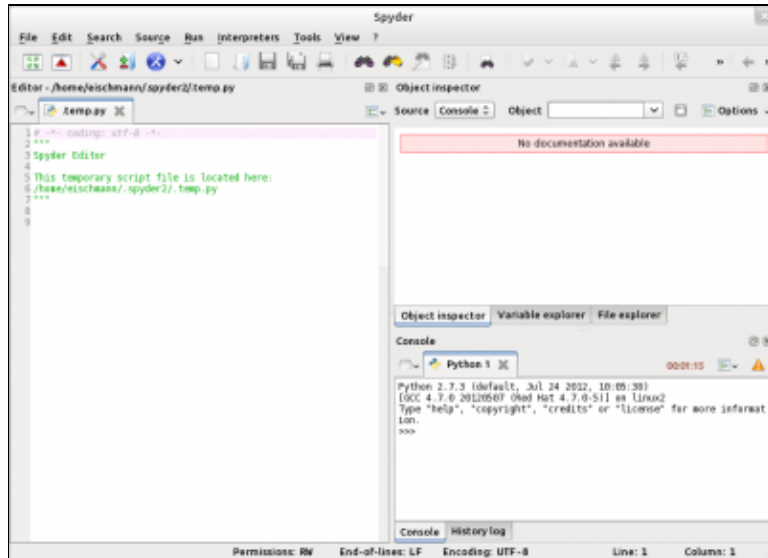 Spyder
File Edit Search Source Run Interpreters Tools View ?
Editor - /home/eischmann/.spyder2/.temp.py
Object inspector
.temp.py
Source Console Object Options
No documentation available
1 # -*- coding: utf-8 -*-
2 """
3 Spyder Editor
4
5 This temporary script file is located here:
6 /home/eischmann/.spyder2/.temp.py
7 """
8
9
Object inspector Variable explorer File explorer
Console
Python 1
00:01:15
Python 2.7.3 (default, Jul 24 2012, 10:05:38)
[GCC 4.7.0 20120507 (Red Hat 4.7.0-5)] on linux2
Type "help", "copyright", "credits" or "license" for more informat
ion.
>>>
Console History log
Permissions: RW End-of-lines: LF Encoding: UTF-8 Line: 1 Column: 1